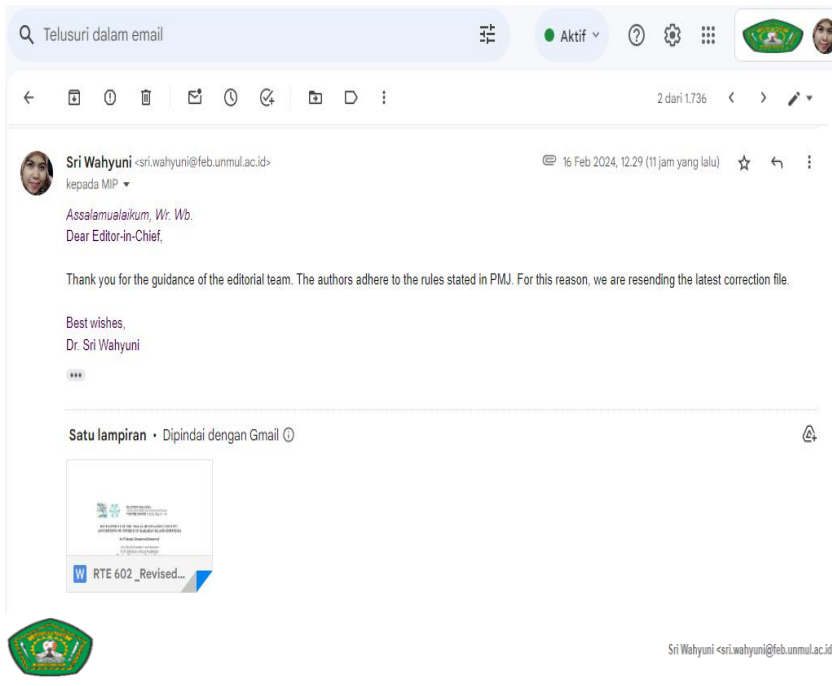 Telusuri dalam email
Aktif
2 dari 1.736
Sri Wahyuni <sri.wahyuni@feb.unmul.ac.id>
16 Feb 2024, 12.29 (11 jam yang lalu)
kepada MIP
Assalamualaikum, Wr. Wb.
Dear Editor-in-Chief,
Thank you for the guidance of the editorial team. The authors adhere to the rules stated in PMJ. For this reason, we are resending the latest correction file.
Best wishes,
Dr. Sri Wahyuni
Satu lampiran • Dipindai dengan Gmail
W RTE 602 _Revised...
Sri Wahyuni <sri.wahyuni@feb.unmul.ac.id